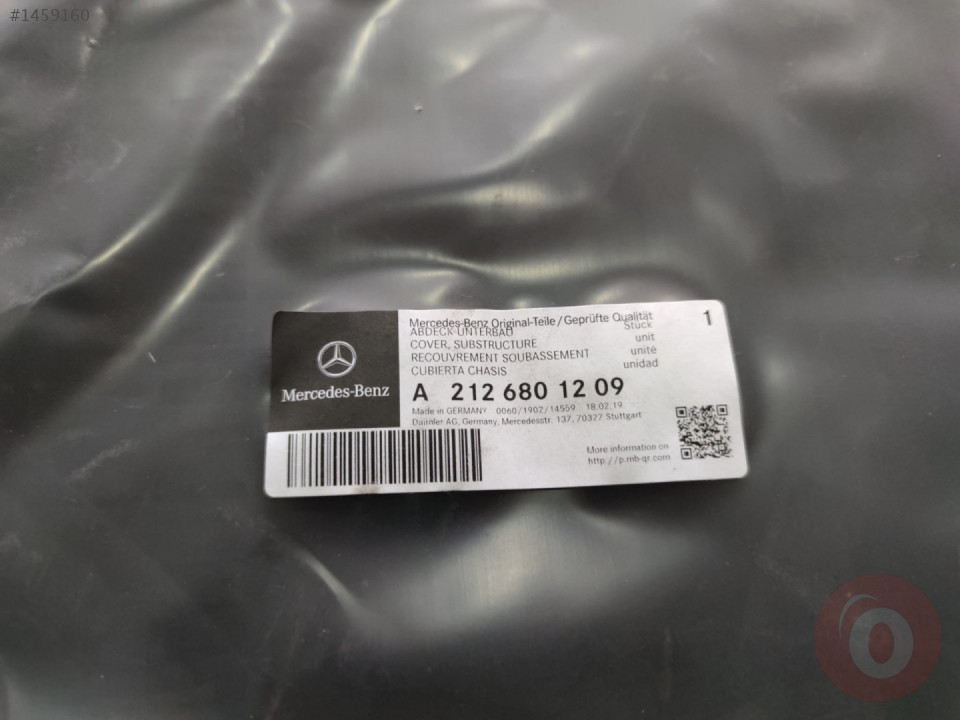 #1459160
Mercedes-Benz Original-Teile/Geprüfte Qualität
1
ABDECK-UNTERBAU Stück
COVER, SUBSTRUCTURE unit
RECOUVREMENT SOUBASSEMENT unité
CUBIERTA CHASIS unidad
Mercedes-Benz
A 212 680 12 09
Made in GERMANY 0060/1902/14559 18.02.19
Daimler AG, Germany, Mercedesstr. 137, 70327 Stuttgart
More information on
http://p.mb-qr.com
O